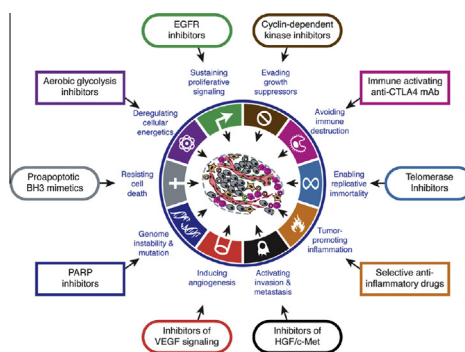 EGFR
inhibitors
Cyclin-dependent
kinase inhibitors
Sustaining
proliferative
signaling
Evading
growth
suppressors
Aerobic glycolysis
inhibitors
Immune activating
anti-CTLA4 mAb
Deregulating
cellular
energetics
Avoiding
immune
destruction
Proapoptotic
BH3 mimetics
Resisting
cell
death
Enabling
replicative
immortality
Telomerase
Inhibitors
Genome
instability &
mutation
Tumor-
promoting
inflammation
PARP
inhibitors
Inducing
angiogenesis
Activating
invasion &
metastasis
Selective anti-
inflammatory drugs
Inhibitors of
VEGF signaling
Inhibitors of
HGF/c-Met